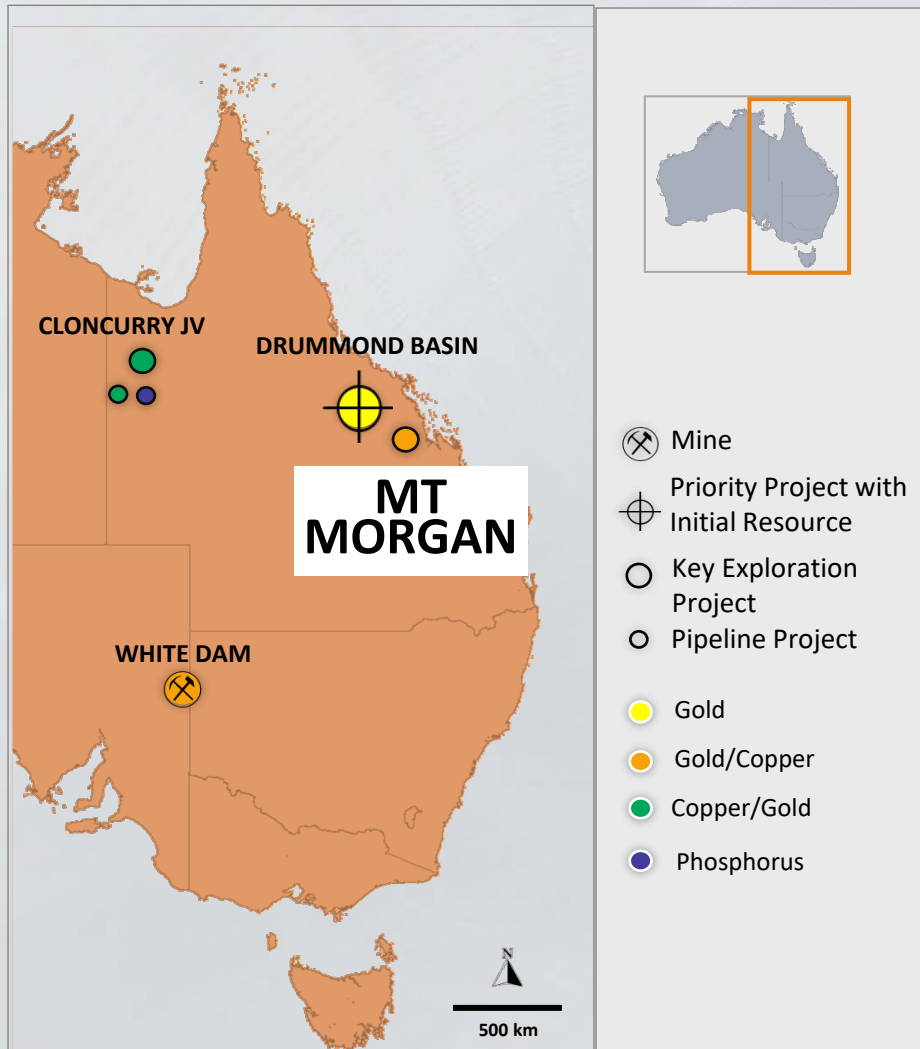 CLONCURRY JV
DRUMMOND BASIN
MT
MORGAN
WHITE DAM
N
500 km
Mine
Priority Project with
Initial Resource
Key Exploration
Project
Pipeline Project
Gold
Gold/Copper
Copper/Gold
Phosphorus